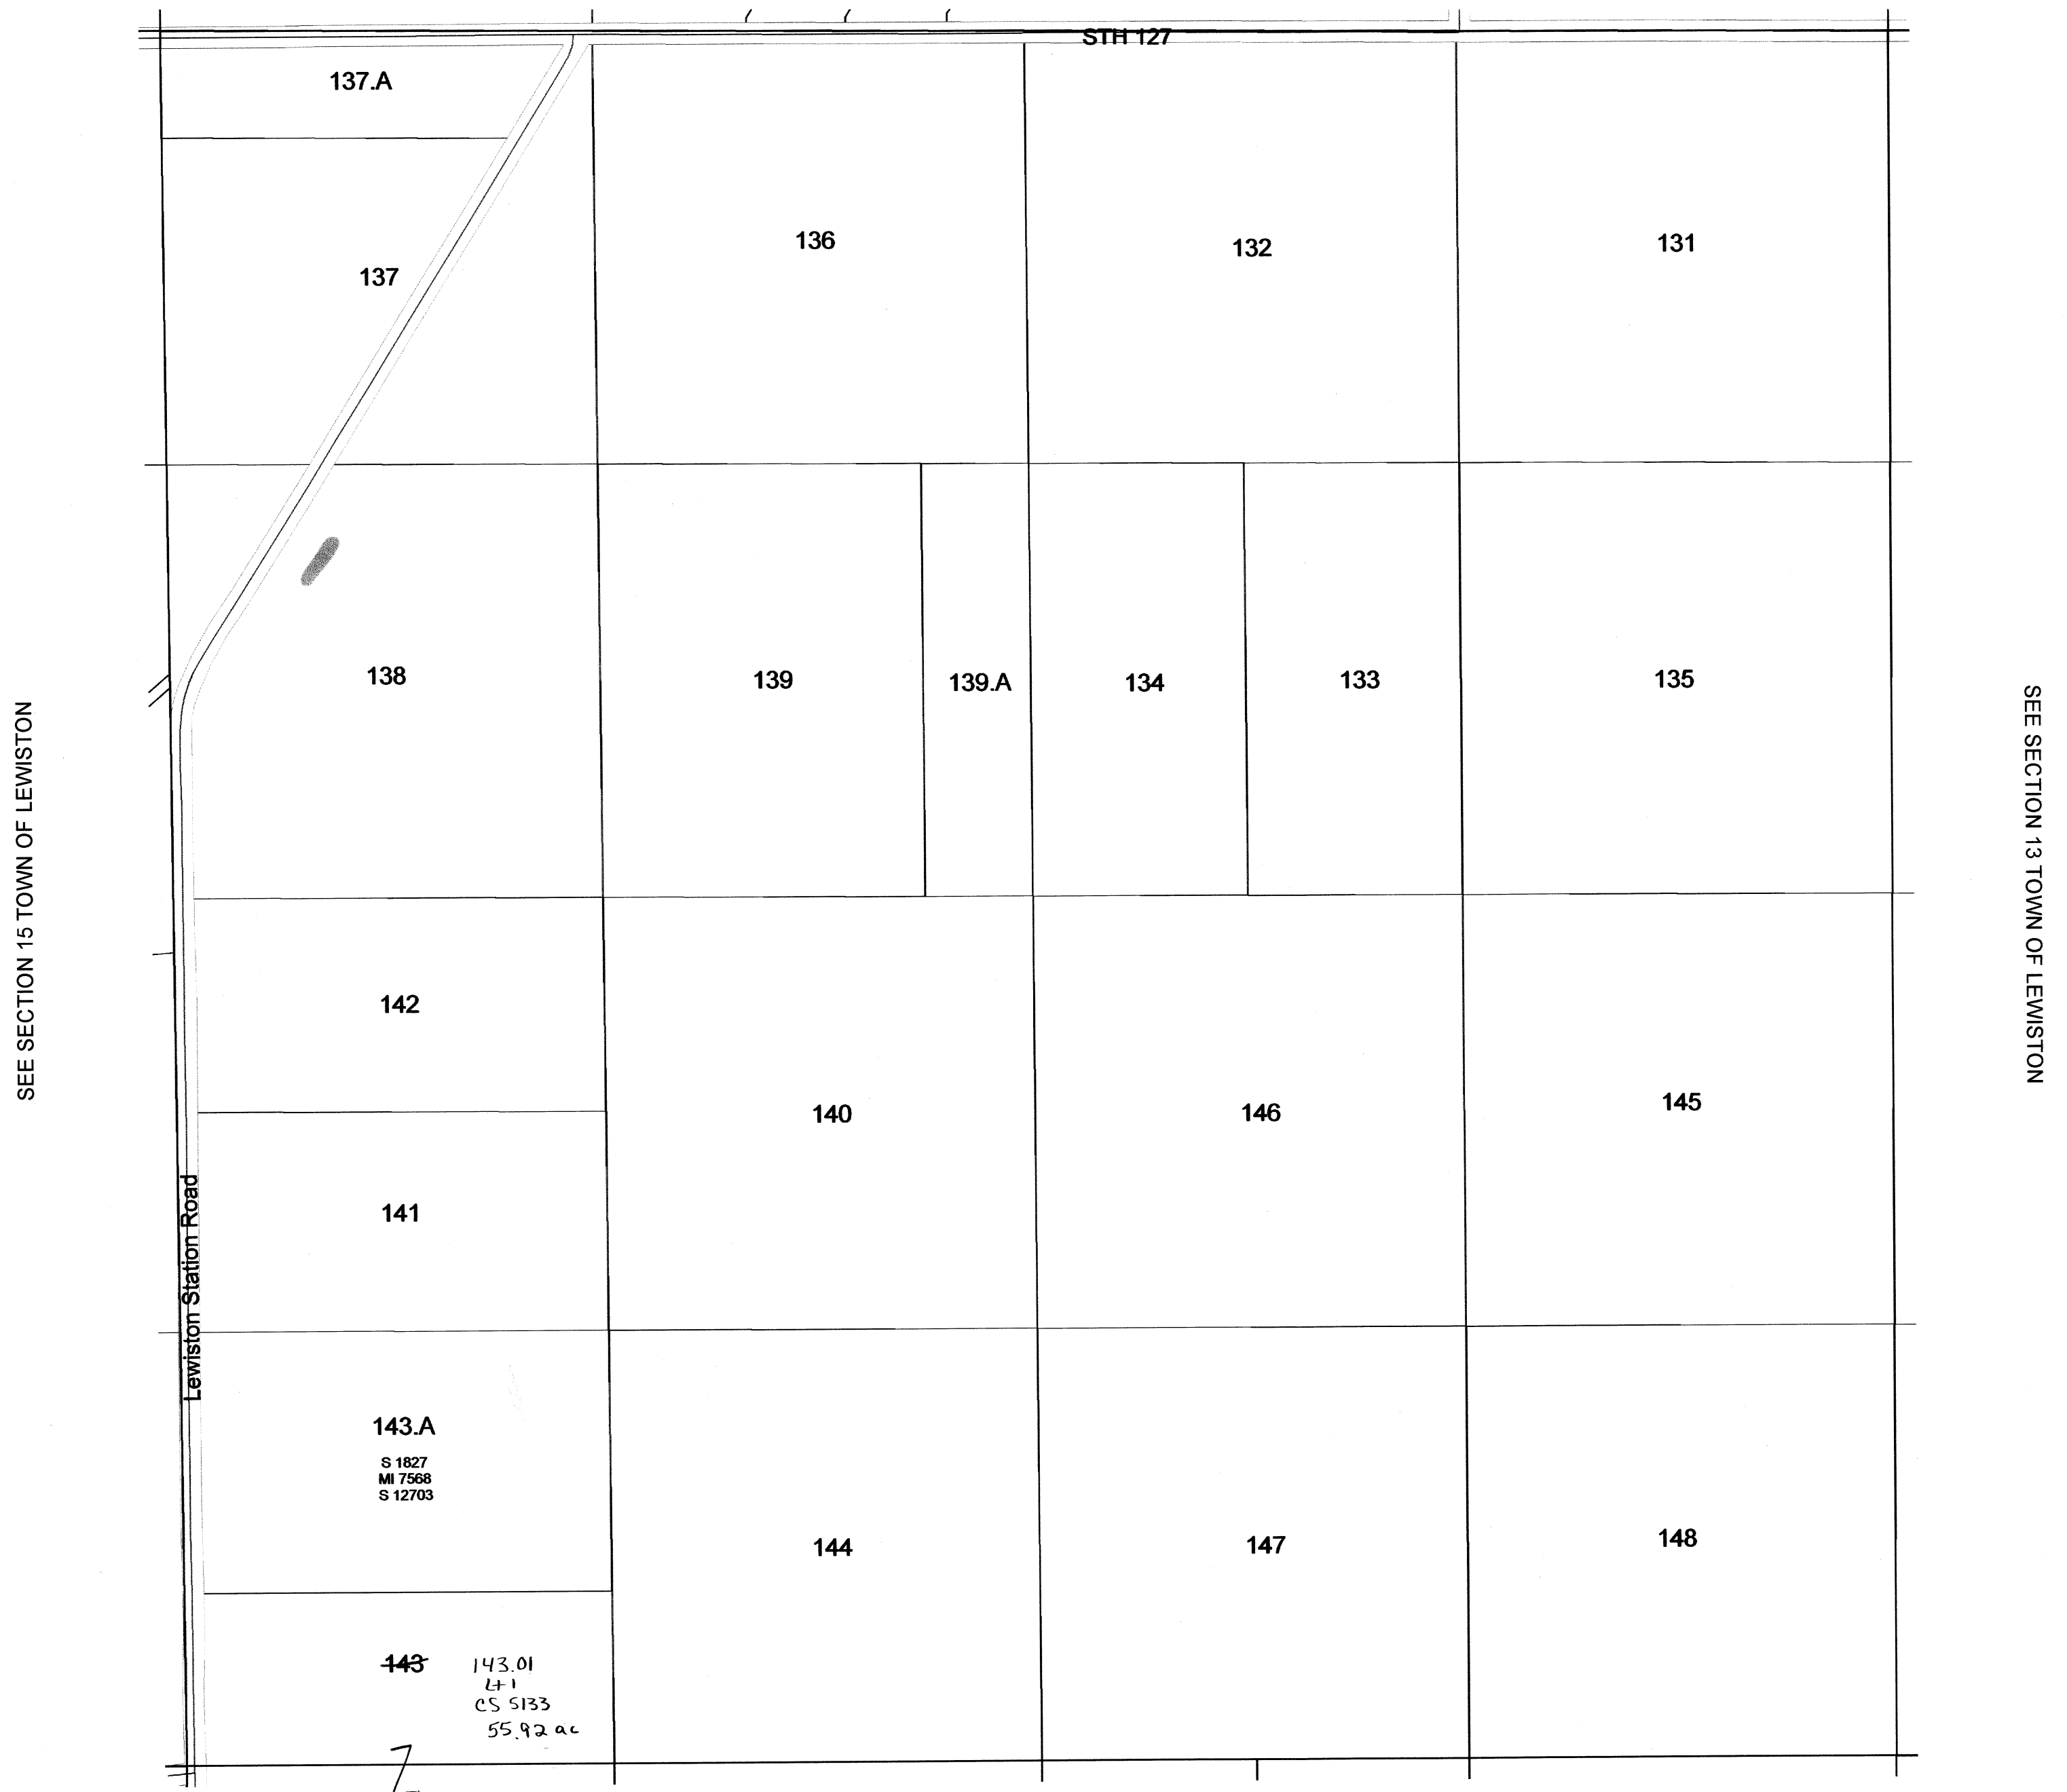 STH 127
137.A
137
136
132
131
138
139
139.A
134
133
135
SEE SECTION 15 TOWN OF LEWISTON
SEE SECTION 13 TOWN OF LEWISTON
142
140
146
145
141
Lewiston Station Road
143.A
S 1827
MI 7568
S 12703
144
147
148
143
143.01
Lt 1
CS 5133
55.92 ac